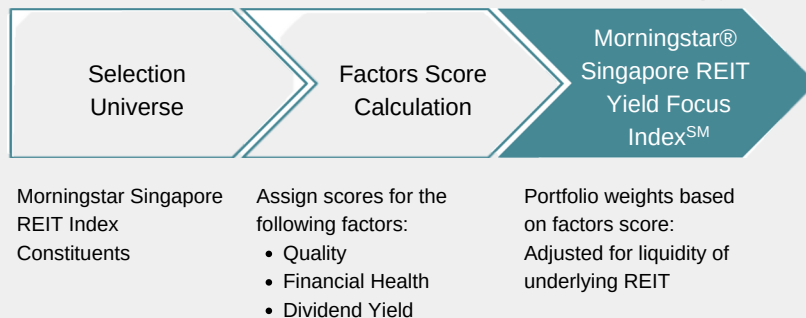 Selection
Universe
Factors Score
Calculation
Morningstar®
Singapore REIT
Yield Focus
Index℠
Morningstar Singapore
REIT Index
Constituents
Assign scores for the
following factors:
• Quality
• Financial Health
• Dividend Yield
Portfolio weights based
on factors score:
Adjusted for liquidity of
underlying REIT